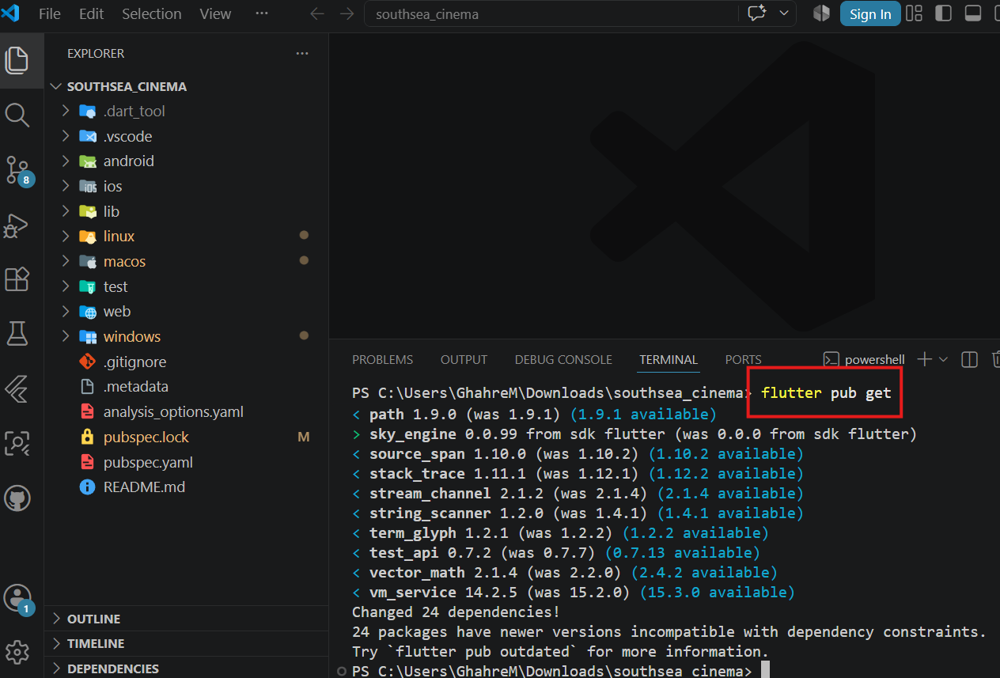 File Edit Selection View ··· southsea_cinema Sign In
EXPLORER ···
SOUTHSEA_CINEMA
.dart_tool
.vscode
android
iOS ios
lib
linux
macos
test
web
windows
.gitignore
.metadata
analysis_options.yaml
pubspec.lock M
pubspec.yaml
README.md
8
1
OUTLINE
TIMELINE
DEPENDENCIES
PROBLEMS OUTPUT DEBUG CONSOLE TERMINAL PORTS powershell
PS C:\Users\GhahreM\Downloads\southsea_cinema> flutter pub get
< path 1.9.0 (was 1.9.1) (1.9.1 available)
> sky_engine 0.0.99 from sdk flutter (was 0.0.0 from sdk flutter)
< source_span 1.10.0 (was 1.10.2) (1.10.2 available)
< stack_trace 1.11.1 (was 1.12.1) (1.12.2 available)
< stream_channel 2.1.2 (was 2.1.4) (2.1.4 available)
< string_scanner 1.2.0 (was 1.4.1) (1.4.1 available)
< term_glyph 1.2.1 (was 1.2.2) (1.2.2 available)
< test_api 0.7.2 (was 0.7.7) (0.7.13 available)
< vector_math 2.1.4 (was 2.2.0) (2.4.2 available)
< vm_service 14.2.5 (was 15.2.0) (15.3.0 available)
Changed 24 dependencies!
24 packages have newer versions incompatible with dependency constraints.
Try `flutter pub outdated` for more information.
PS C:\Users\GhahreM\Downloads\southsea_cinema>